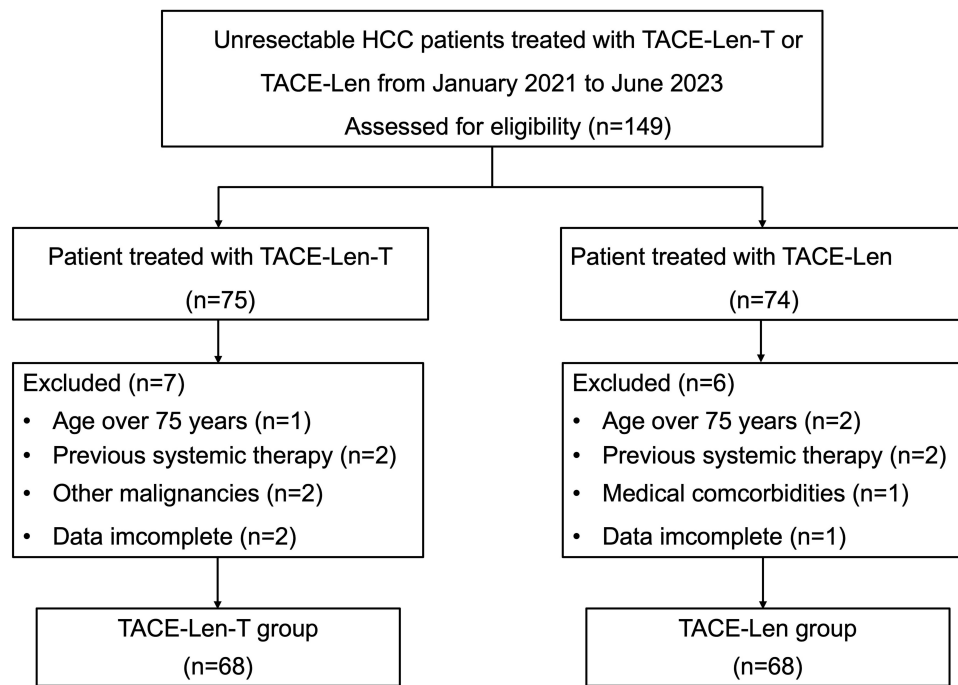 Unresectable HCC patients treated with TACE-Len-T or
TACE-Len from January 2021 to June 2023
Assessed for eligibility (n=149)
Patient treated with TACE-Len-T
(n=75)
Patient treated with TACE-Len
(n=74)
Excluded (n=7)
• Age over 75 years (n=1)
• Previous systemic therapy (n=2)
• Other malignancies (n=2)
• Data imcomplete (n=2)
Excluded (n=6)
• Age over 75 years (n=2)
• Previous systemic therapy (n=2)
• Medical comcorbidities (n=1)
• Data imcomplete (n=1)
TACE-Len-T group
(n=68)
TACE-Len group
(n=68)